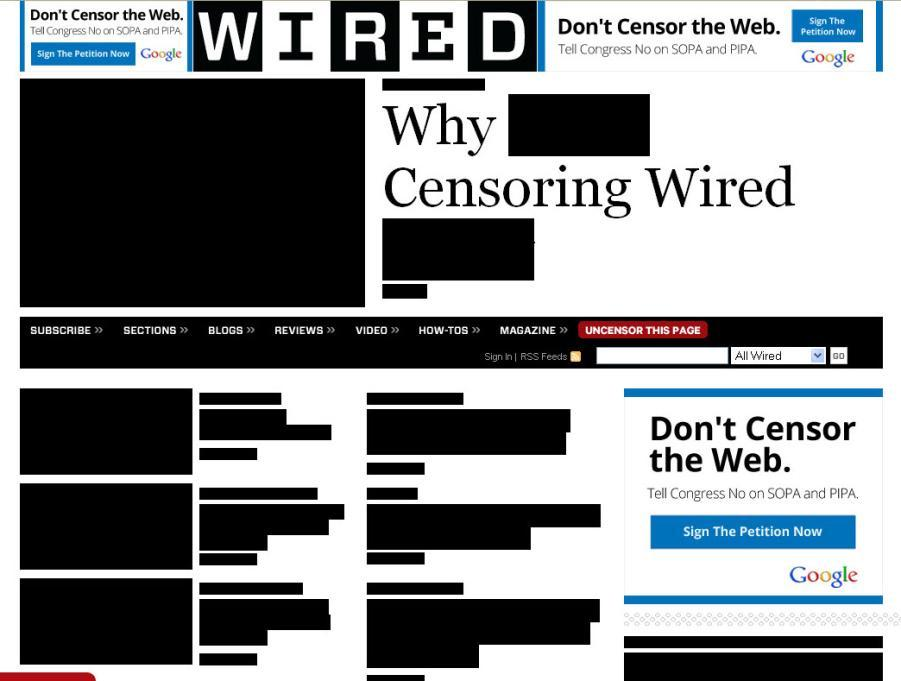 Don't Censor the Web.
Tell Congress No on SOPA and PIPA.
Sign The Petition Now Google
WIRED
Don't Censor the Web.
Tell Congress No on SOPA and PIPA.
Sign The
Petition Now
Google
Why
Censoring Wired
SUBSCRIBE >> SECTIONS >> BLOGS >> REVIEWS >> VIDEO >> HOW-TOS >> MAGAZINE >> UNCENSOR THIS PAGE
Sign In | RSS Feeds All Wired GO
Don't Censor
the Web.
Tell Congress No on SOPA and PIPA.
Sign The Petition Now
Google